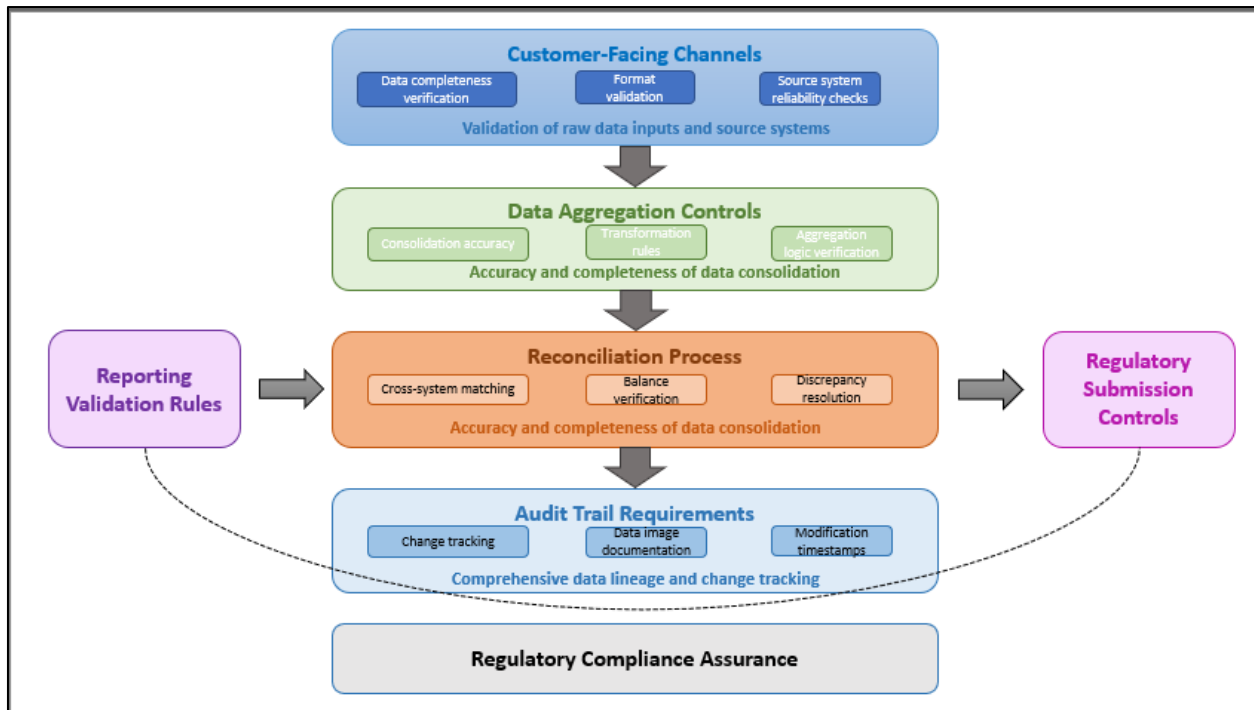 Customer-Facing Channels
Data completeness
verification
Format
validation
Source system
reliability checks
Validation of raw data inputs and source systems
Data Aggregation Controls
Consolidation accuracy
Transformation
rules
Aggregation
logic verification
Accuracy and completeness of data consolidation
Reporting
Validation Rules
Reconciliation Process
Cross-system matching
Balance
verification
Discrepancy
resolution
Accuracy and completeness of data consolidation
Regulatory
Submission
Controls
Audit Trail Requirements
Change tracking
Data image
documentation
Modification
timestamps
Comprehensive data lineage and change tracking
Regulatory Compliance Assurance